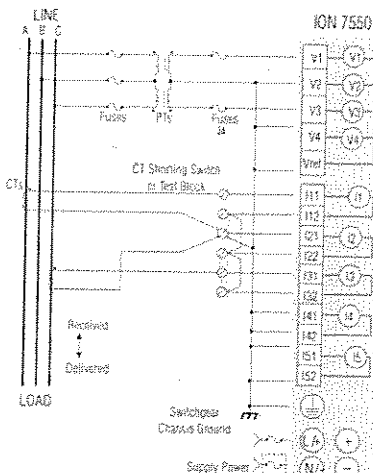 LINE
A B C
ION 7550
V1 V1
V2 V2
V3 V3
V4 V4
Vref
Fuses PTs Fuses
CT Shorting Switch
or Test Block
CTs
I11 I1
I12
I21 I2
I22
I31 I3
I32
I41 I4
I42
I51 I5
I52
Received
Delivered
LOAD
Switchgear
Chassis Ground
L/+ +
Supply Power N/- −